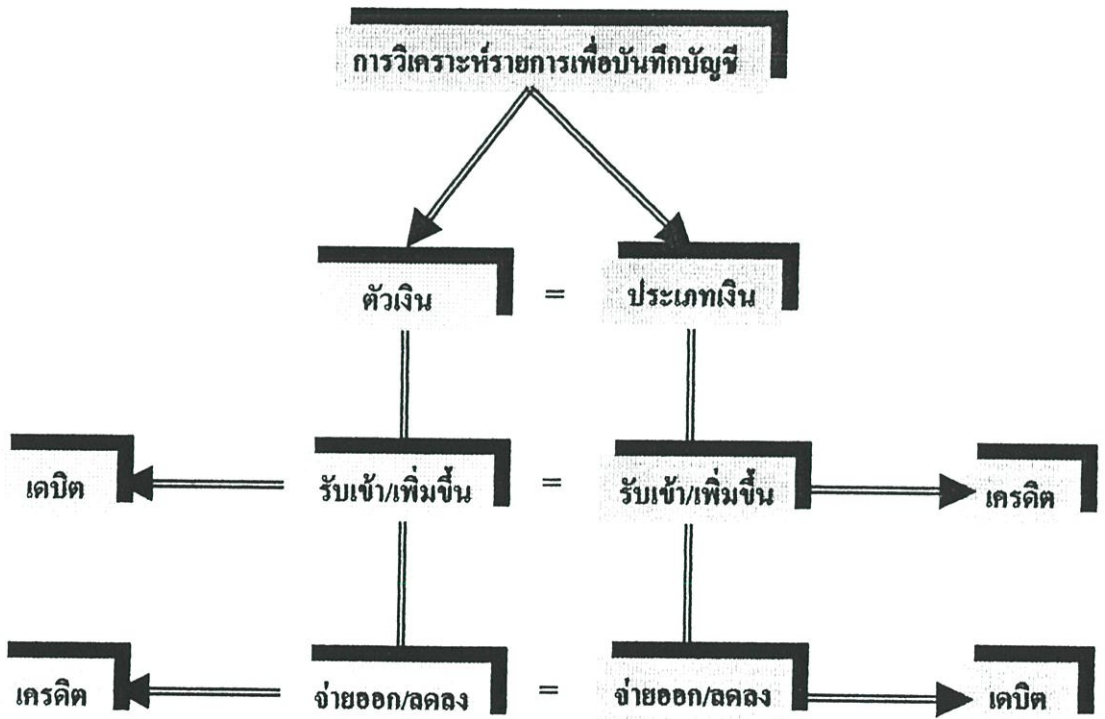 การวิเคราะห์รายการเพื่อบันทึกบัญชี
ตัวเงิน = ประเภทเงิน
เดบิต รับเข้า/เพิ่มขึ้น = รับเข้า/เพิ่มขึ้น เครดิต
เครดิต จ่ายออก/ลดลง = จ่ายออก/ลดลง เดบิต